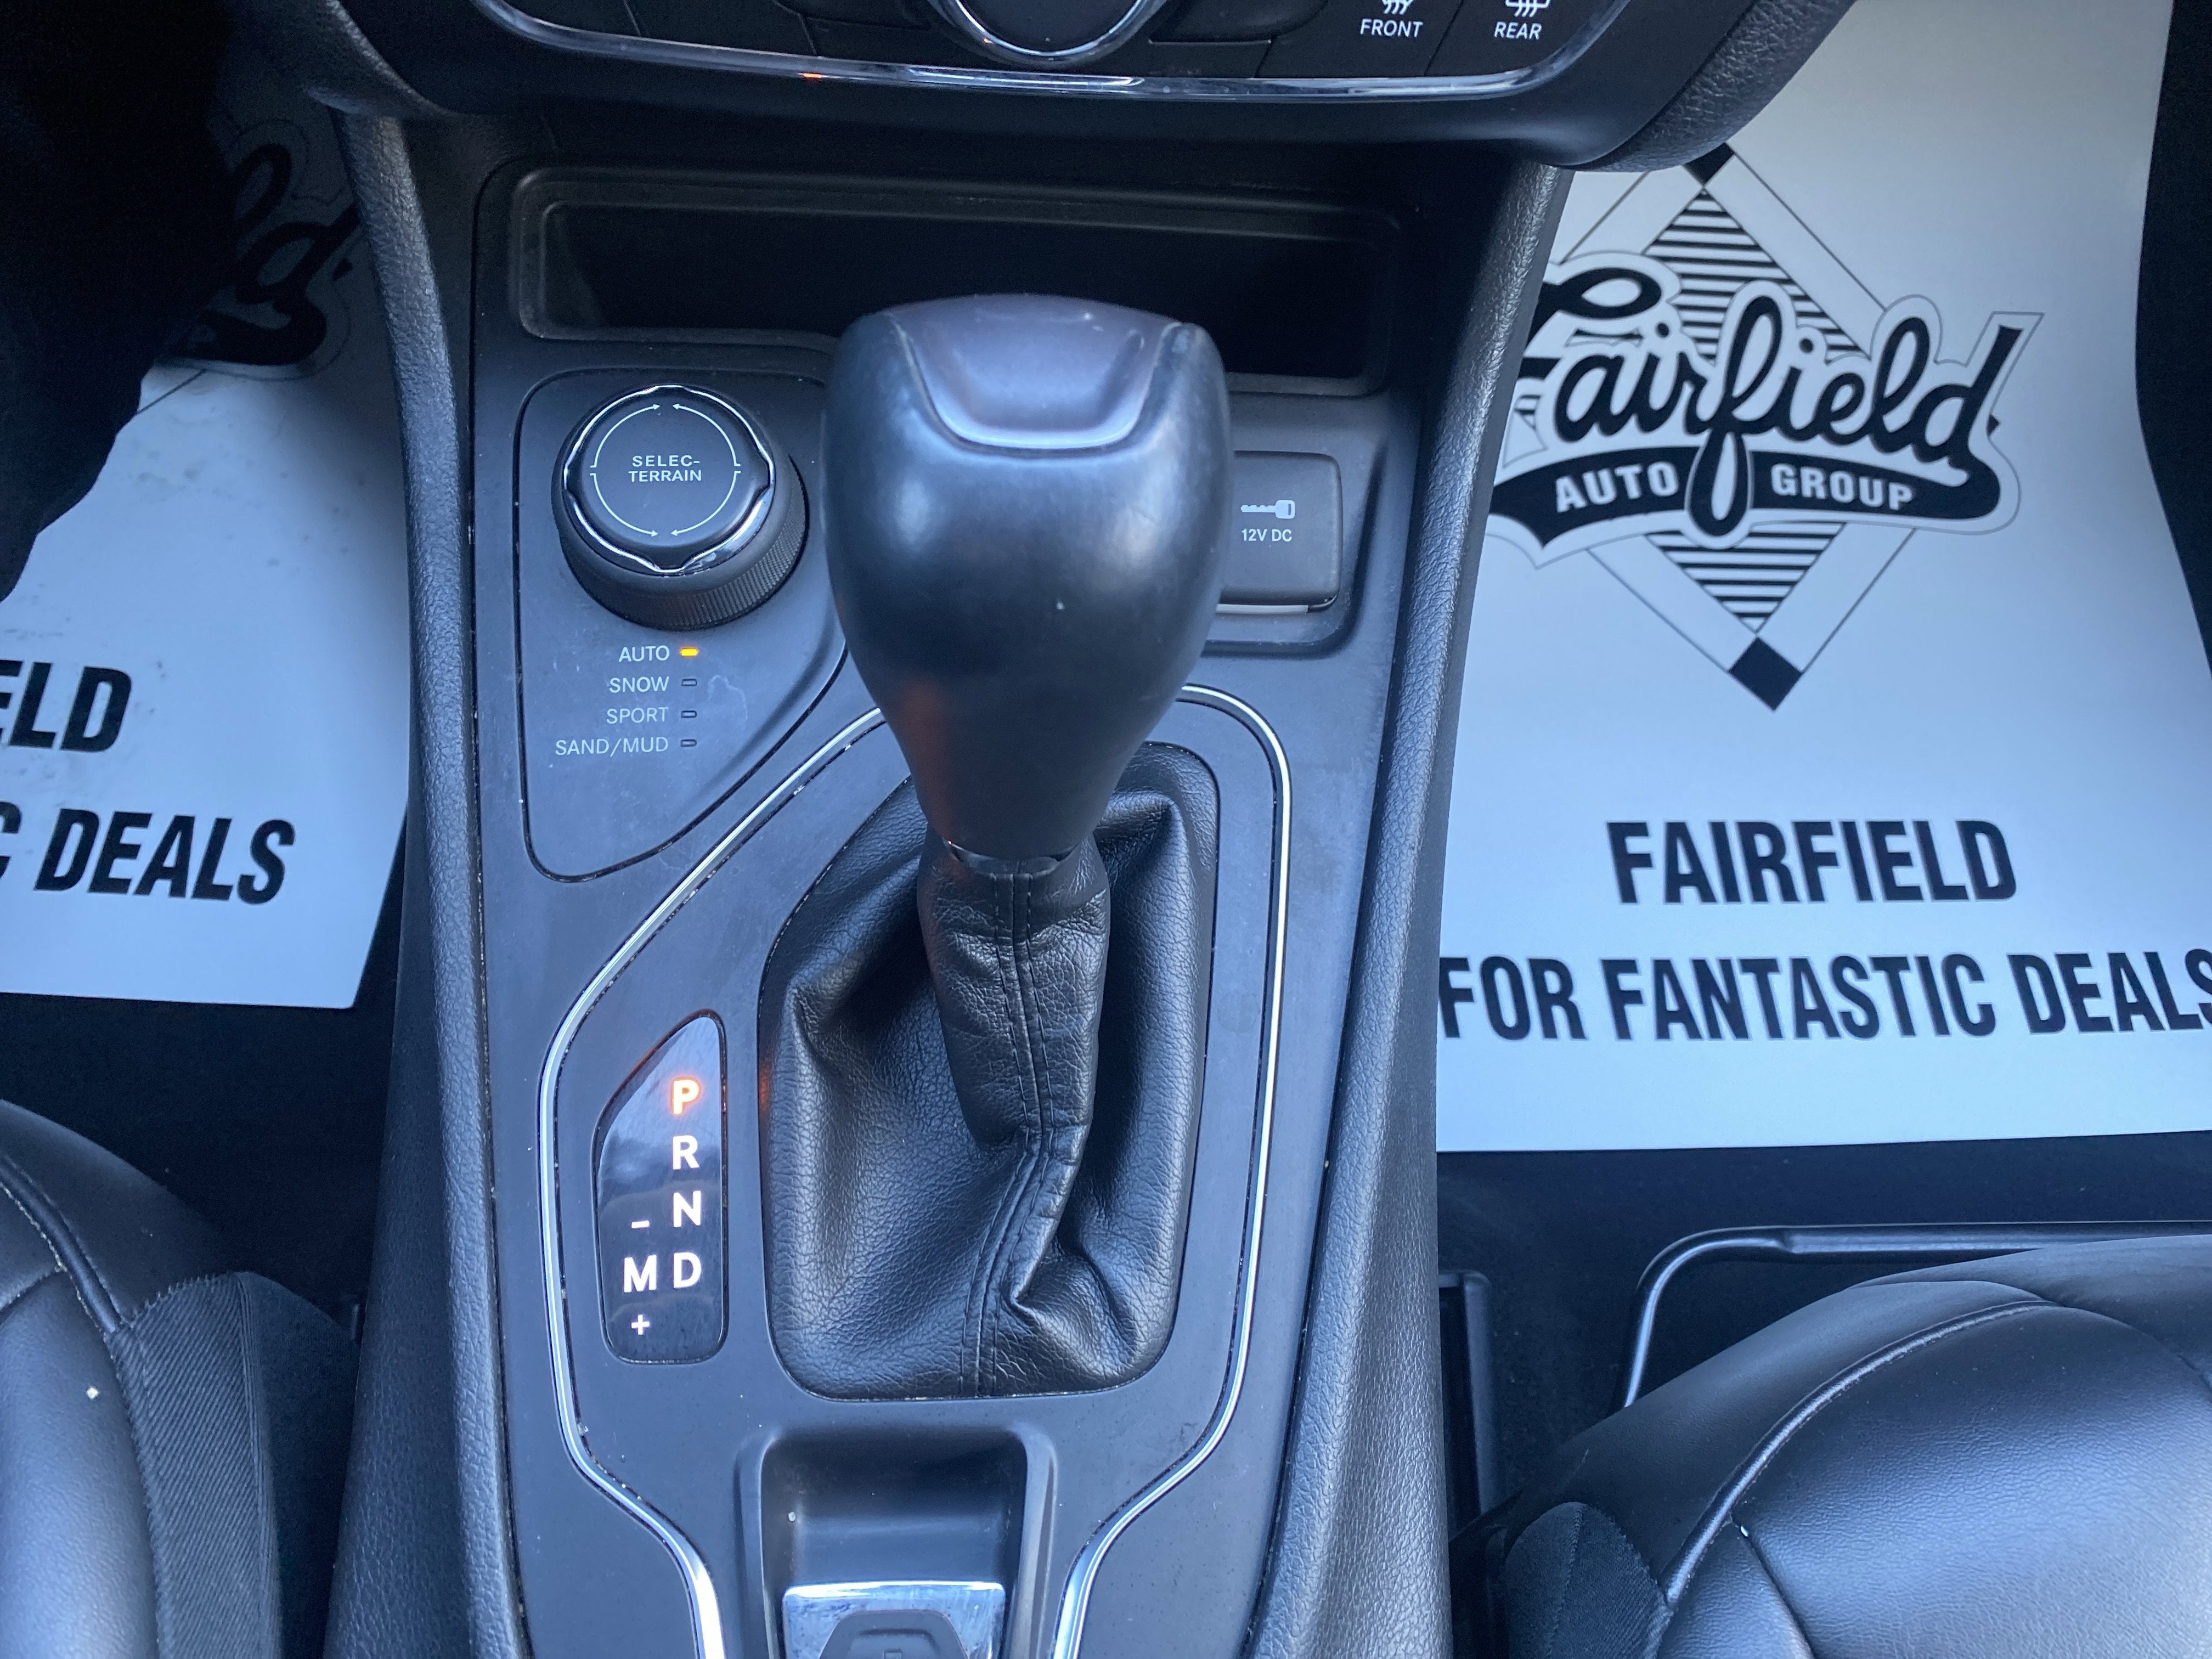 FRONT
REAR
SELEC-
TERRAIN
12V DC
AUTO
SNOW
SPORT
SAND/MUD
P
R
N
D
-
M
+
Fairfield
AUTO GROUP
FAIRFIELD
FOR FANTASTIC DEALS
ld
ELD
C DEALS